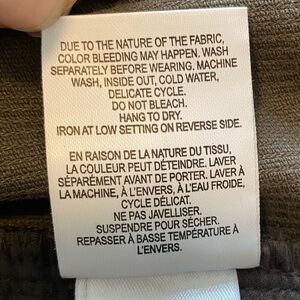 DUE TO THE NATURE OF THE FABRIC,
COLOR BLEEDING MAY HAPPEN. WASH
SEPARATELY BEFORE WEARING. MACHINE
WASH, INSIDE OUT, COLD WATER,
DELICATE CYCLE.
DO NOT BLEACH.
HANG TO DRY.
IRON AT LOW SETTING ON REVERSE SIDE.
EN RAISON DE LA NATURE DU TISSU,
LA COULEUR PEUT DÉTEINDRE. LAVER
SÉPARÉMENT AVANT DE PORTER. LAVER À
LA MACHINE, À L'ENVERS, À L'EAU FROIDE,
CYCLE DÉLICAT.
NE PAS JAVELLISER.
SUSPENDRE POUR SÉCHER.
REPASSER À BASSE TEMPÉRATURE À
L'ENVERS.